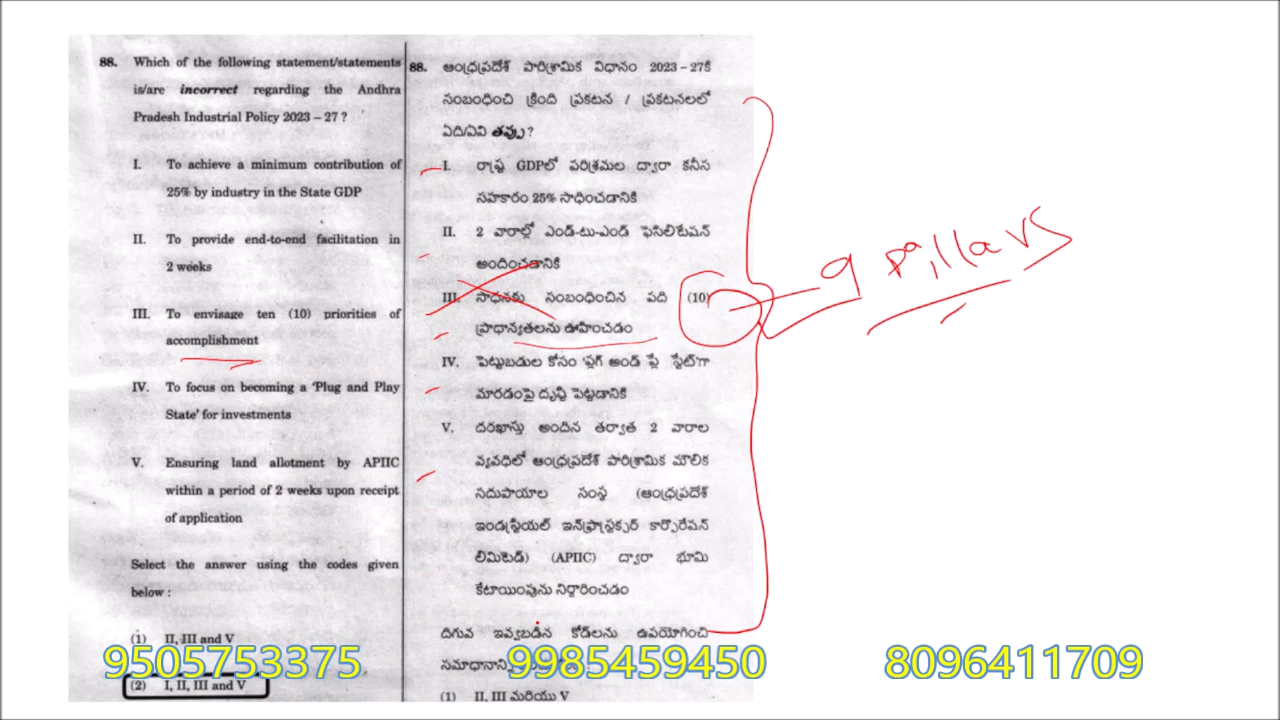 88. Which of the following statement/statements
is/are incorrect regarding the Andhra
Pradesh Industrial Policy 2023 – 27 ?
I. To achieve a minimum contribution of
25% by industry in the State GDP
II. To provide end-to-end facilitation in
2 weeks
III. To envisage ten (10) priorities of
accomplishment
IV. To focus on becoming a 'Plug and Play
State' for investments
V. Ensuring land allotment by APIIC
within a period of 2 weeks upon receipt
of application
Select the answer using the codes given
below :
(1) II, III and V
(2) I, II, III and V
88. ఆంధ్రప్రదేశ్ పారిశ్రామిక విధానం 2023 – 27కి
సంబంధించి క్రింది ప్రకటన / ప్రకటనలలో
ఏది/ఏవి తప్పు?
I. రాష్ట్ర GDPలో పరిశ్రమల ద్వారా కనీస
సహకారం 25% సాధించడానికి
II. 2 వారాల్లో ఎండ్-టు-ఎండ్ ఫెసిలిటేషన్
అందించడానికి
III. సాధనకు సంబంధించిన పది (10)
ప్రాధాన్యతలను ఊహించడం
IV. పెట్టుబడుల కోసం 'ప్లగ్ అండ్ ప్లే స్టేట్'గా
మారడంపై దృష్టి పెట్టడానికి
V. దరఖాస్తు అందిన తర్వాత 2 వారాల
వ్యవధిలో ఆంధ్రప్రదేశ్ పారిశ్రామిక మౌలిక
సదుపాయాల సంస్థ (ఆంధ్రప్రదేశ్
ఇండస్ట్రియల్ ఇన్‌ఫ్రాస్ట్రక్చర్ కార్పొరేషన్
లిమిటెడ్) (APIIC) ద్వారా భూమి
కేటాయింపును నిర్ధారించడం
దిగువ ఇవ్వబడిన కోడ్‌లను ఉపయోగించి
సమాధానాన్ని
(1) II, III మరియు V
9 pillars
9505753375 9985459450 8096411709